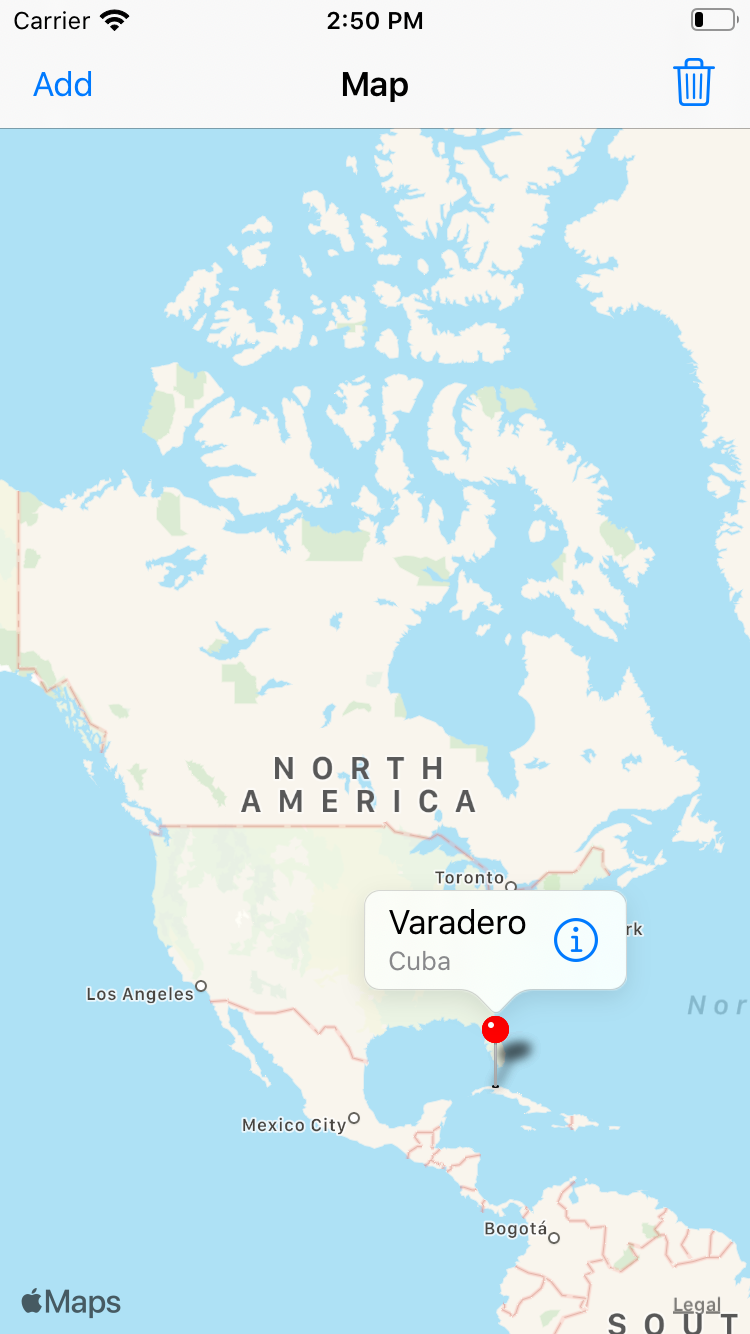 Carrier 2:50 PM
Add Map
NORTH
AMERICA
Toronto
Varadero
Cuba
rk
Los Angeles
Nor
Mexico City
Bogotá
Maps
Legal
SOUT